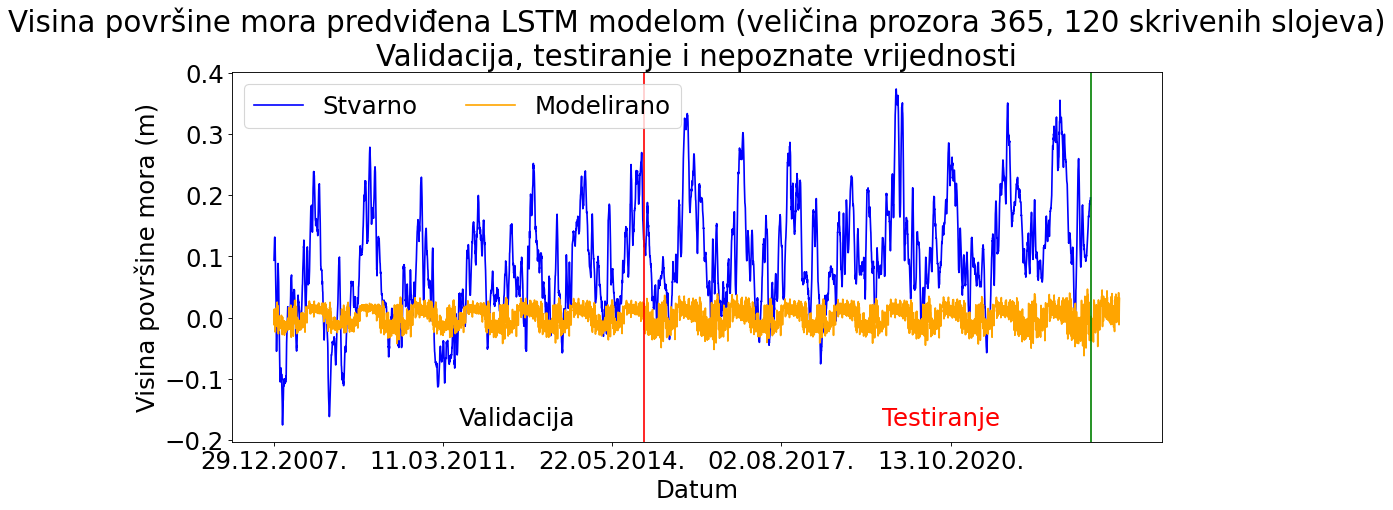 Visina površine mora predviđena LSTM modelom (veličina prozora 365, 120 skrivenih slojeva)
Validacija, testiranje i nepoznate vrijednosti
Stvarno Modelirano
Visina površine mora (m)
0.4
0.3
0.2
0.1
0.0
−0.1
−0.2
Validacija Testiranje
29.12.2007. 11.03.2011. 22.05.2014. 02.08.2017. 13.10.2020.
Datum